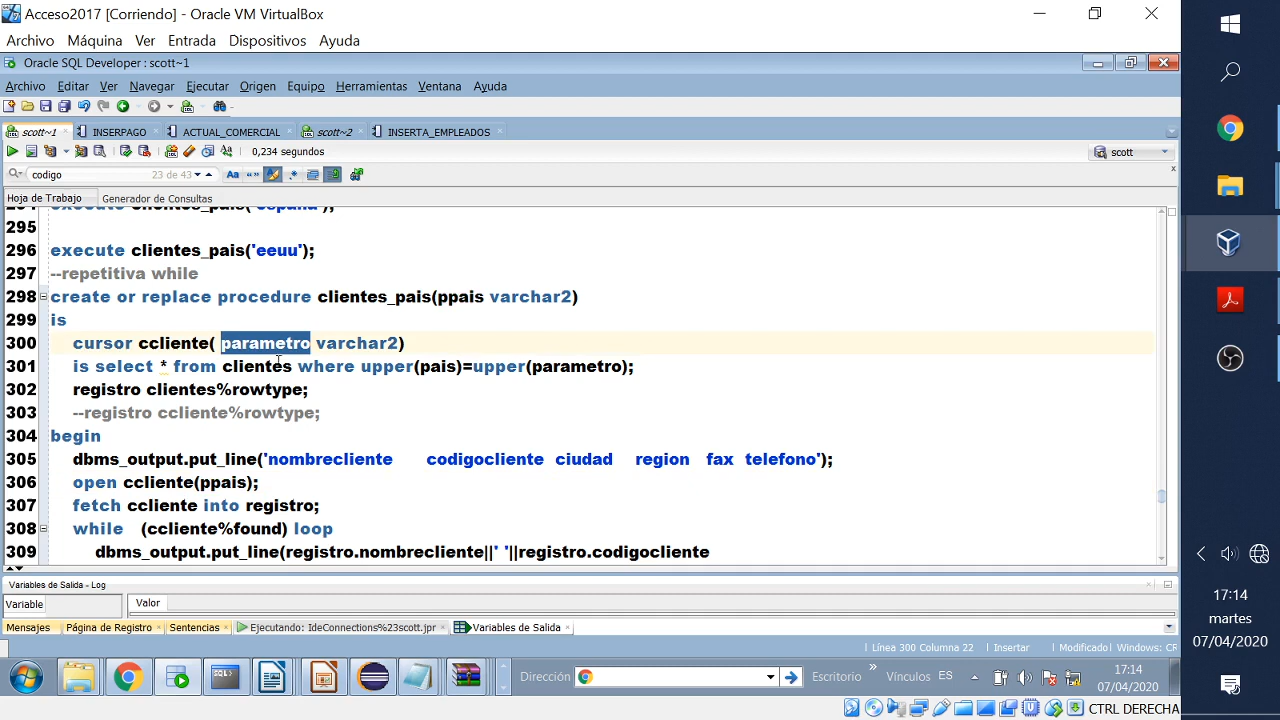 Acceso2017 [Corriendo] - Oracle VM VirtualBox
Archivo Máquina Ver Entrada Dispositivos Ayuda
Oracle SQL Developer : scott~1
Archivo Editar Ver Navegar Ejecutar Origen Equipo Herramientas Ventana Ayuda
scott~1 INSERPAGO ACTUAL_COMERCIAL scott~2 INSERTA_EMPLEADOS
0,234 segundos scott
codigo 23 de 43
Hoja de Trabajo Generador de Consultas
294 execute clientes_pais('españa');
295
296 execute clientes_pais('eeuu');
297 --repetitiva while
298 create or replace procedure clientes_pais(ppais varchar2)
299 is
300 cursor ccliente( parametro varchar2)
301 is select * from clientes where upper(pais)=upper(parametro);
302 registro clientes%rowtype;
303 --registro ccliente%rowtype;
304 begin
305 dbms_output.put_line('nombrecliente codigocliente ciudad region fax telefono');
306 open ccliente(ppais);
307 fetch ccliente into registro;
308 while (ccliente%found) loop
309 dbms_output.put_line(registro.nombrecliente||' '||registro.codigocliente
Variables de Salida - Log
Variable Valor
Mensajes Página de Registro Sentencias Ejecutando: IdeConnections%23scott.jpr Variables de Salida
Línea 300 Columna 22 Insertar Modificado Windows: CR
Dirección Escritorio Vínculos ES 17:14
07/04/2020
CTRL DERECHA
17:14
martes
07/04/2020